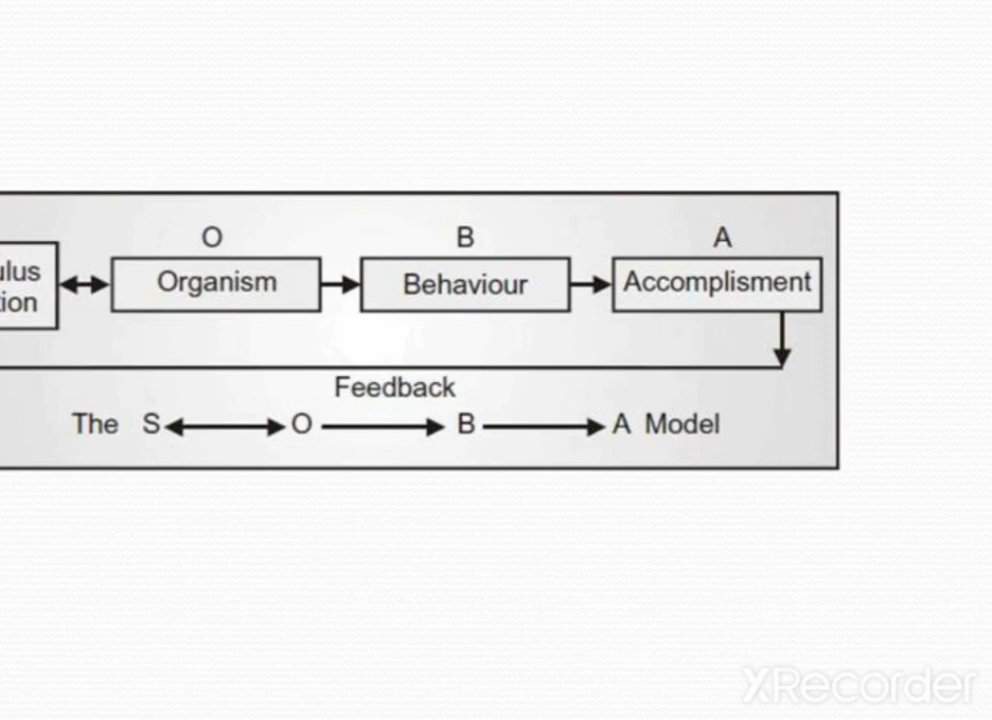 O B A
ulus Organism Behaviour Accomplisment
ion
Feedback
The S O B A Model
XRecorder